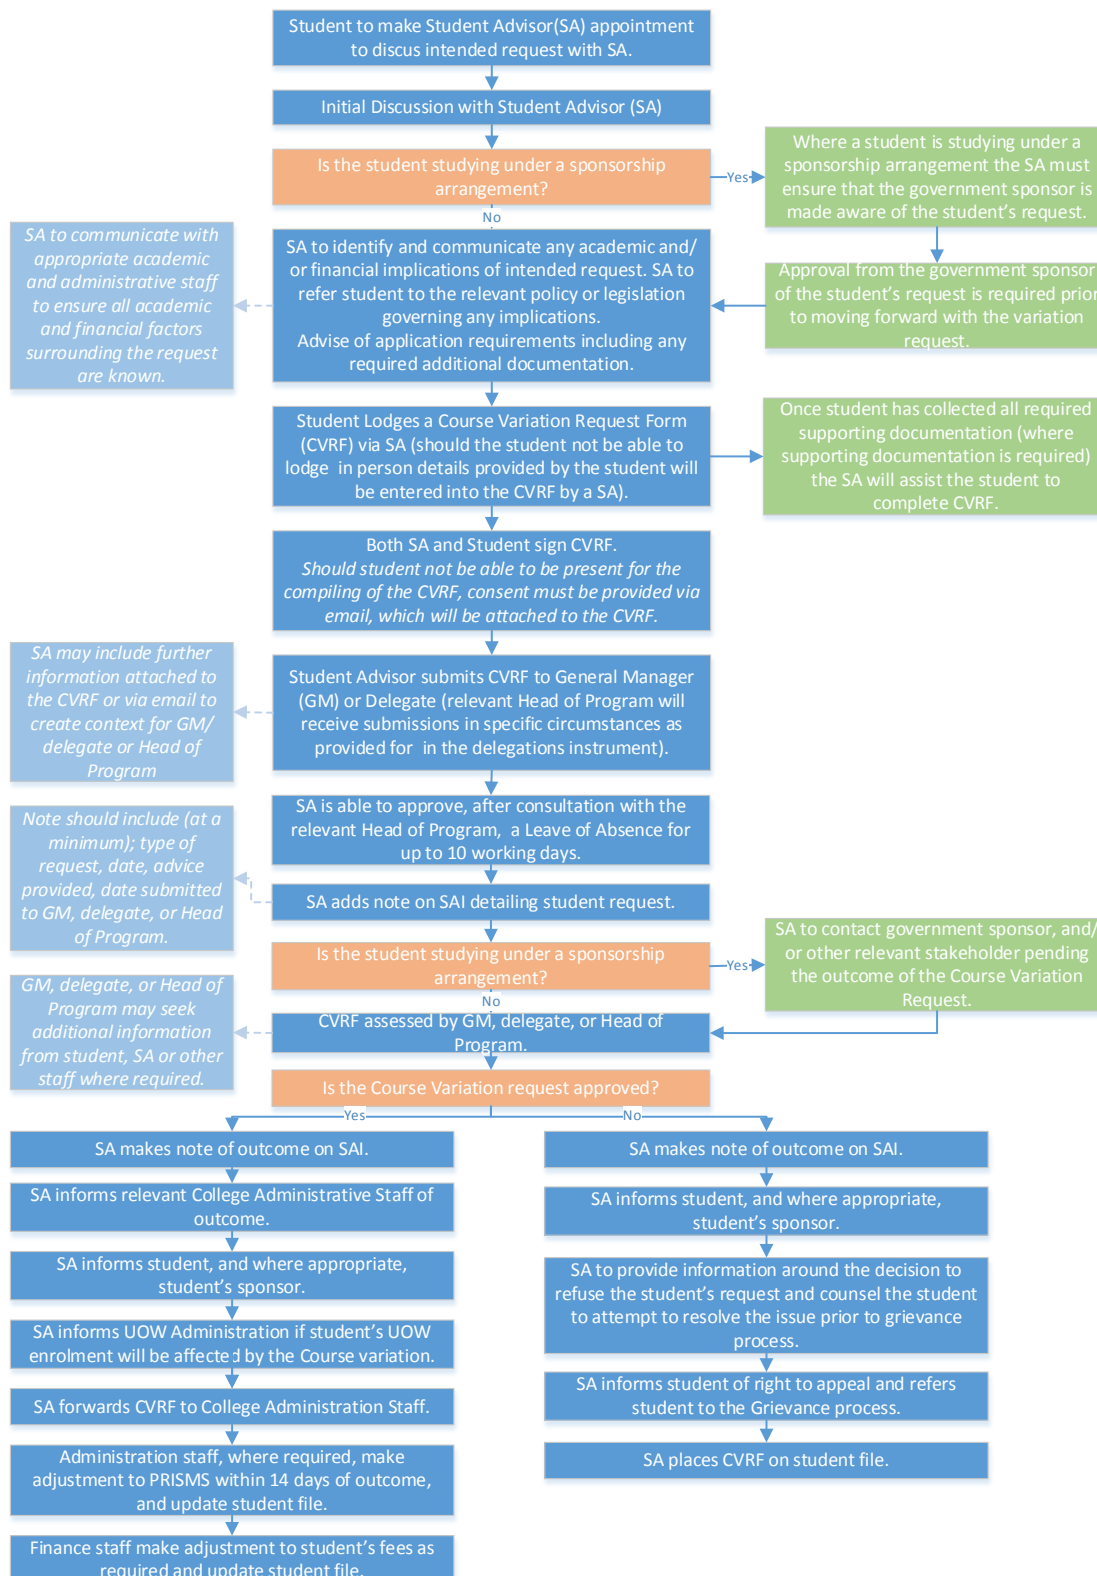 Student to make Student Advisor(SA) appointment
to discus intended request with SA.
Initial Discussion with Student Advisor (SA)
Is the student studying under a sponsorship
arrangement?
Yes
Where a student is studying under a
sponsorship arrangement the SA must
ensure that the government sponsor is
made aware of the student's request.
No
SA to communicate with
appropriate academic
and administrative staff
to ensure all academic
and financial factors
surrounding the request
are known.
SA to identify and communicate any academic and/
or financial implications of intended request. SA to
refer student to the relevant policy or legislation
governing any implications.
Advise of application requirements including any
required additional documentation.
Approval from the government sponsor
of the student's request is required prior
to moving forward with the variation
request.
Student Lodges a Course Variation Request Form
(CVRF) via SA (should the student not be able to
lodge in person details provided by the student will
be entered into the CVRF by a SA).
Once student has collected all required
supporting documentation (where
supporting documentation is required)
the SA will assist the student to
complete CVRF.
Both SA and Student sign CVRF.
Should student not be able to be present for the
compiling of the CVRF, consent must be provided via
email, which will be attached to the CVRF.
SA may include further
information attached to
the CVRF or via email to
create context for GM/
delegate or Head of
Program
Student Advisor submits CVRF to General Manager
(GM) or Delegate (relevant Head of Program will
receive submissions in specific circumstances as
provided for in the delegations instrument).
SA is able to approve, after consultation with the
relevant Head of Program, a Leave of Absence for
up to 10 working days.
Note should include (at a
minimum); type of
request, date, advice
provided, date submitted
to GM, delegate, or Head
of Program.
SA adds note on SAI detailing student request.
Is the student studying under a sponsorship
arrangement?
Yes
SA to contact government sponsor, and/
or other relevant stakeholder pending
the outcome of the Course Variation
Request.
No
GM, delegate, or Head of
Program may seek
additional information
from student, SA or other
staff where required.
CVRF assessed by GM, delegate, or Head of
Program.
Is the Course Variation request approved?
Yes
No
SA makes note of outcome on SAI.
SA informs relevant College Administrative Staff of
outcome.
SA informs student, and where appropriate,
student's sponsor.
SA informs UOW Administration if student's UOW
enrolment will be affected by the Course variation.
SA forwards CVRF to College Administration Staff.
Administration staff, where required, make
adjustment to PRISMS within 14 days of outcome,
and update student file.
Finance staff make adjustment to student's fees as
required and update student file.
SA makes note of outcome on SAI.
SA informs student, and where appropriate,
student's sponsor.
SA to provide information around the decision to
refuse the student's request and counsel the student
to attempt to resolve the issue prior to grievance
process.
SA informs student of right to appeal and refers
student to the Grievance process.
SA places CVRF on student file.